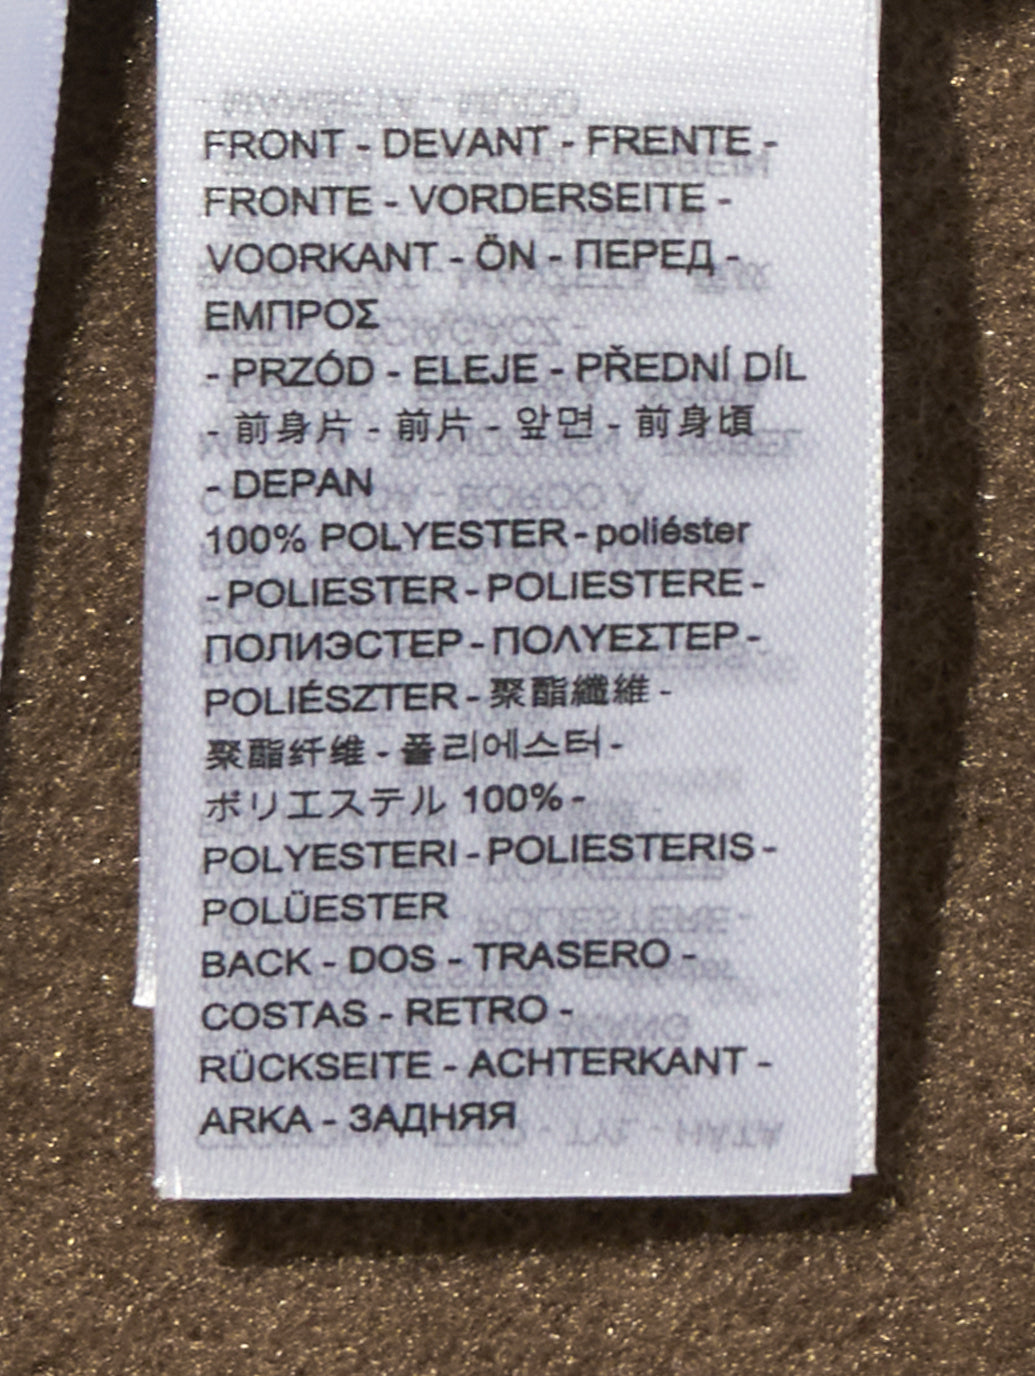 FRONT - DEVANT - FRENTE -
FRONTE - VORDERSEITE -
VOORKANT - ÖN - ПЕРЕД -
ΕΜΠΡΟΣ
- PRZÓD - ELEJE - PŘEDNÍ DÍL
- 前身片 - 前片 - 앞면 - 前身頃
- DEPAN
100% POLYESTER - poliéster
- POLIESTER - POLIESTERE -
ПОЛИЭСТЕР - ΠΟΛΥΕΣΤΕΡ -
POLIÉSZTER - 聚酯纖維 -
聚酯纤维 - 폴리에스터 -
ポリエステル 100% -
POLYESTERI - POLIESTERIS -
POLÜESTER
BACK - DOS - TRASERO -
COSTAS - RETRO -
RÜCKSEITE - ACHTERKANT -
ARKA - ЗАДНЯЯ